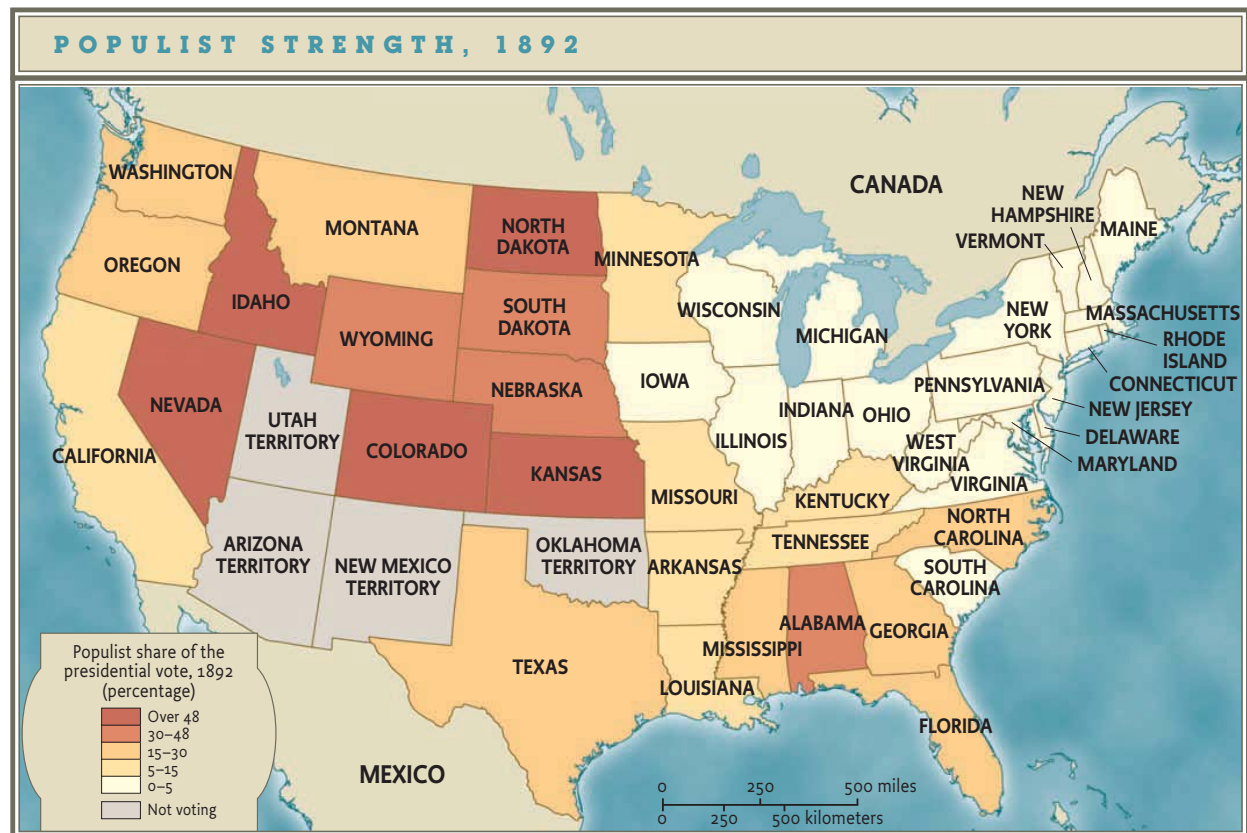 POPULIST STRENGTH, 1892
CANADA
NEW
HAMPSHIRE
VERMONT
MAINE
WASHINGTON
MONTANA
NORTH
DAKOTA
MINNESOTA
OREGON
IDAHO
SOUTH
DAKOTA
WISCONSIN
MICHIGAN
NEW
YORK
MASSACHUSETTS
RHODE
ISLAND
CONNECTICUT
NEW JERSEY
DELAWARE
MARYLAND
WYOMING
NEBRASKA
IOWA
PENNSYLVANIA
NEVADA
UTAH
TERRITORY
COLORADO
KANSAS
ILLINOIS
INDIANA
OHIO
WEST
VIRGINIA
VIRGINIA
CALIFORNIA
MISSOURI
KENTUCKY
NORTH
CAROLINA
TENNESSEE
ARIZONA
TERRITORY
NEW MEXICO
TERRITORY
OKLAHOMA
TERRITORY
ARKANSAS
SOUTH
CAROLINA
MISSISSIPPI
ALABAMA
GEORGIA
TEXAS
LOUISIANA
FLORIDA
MEXICO
Populist share of the
presidential vote, 1892
(percentage)
Over 48
30–48
15–30
5–15
0–5
Not voting
0 250 500 miles
0 250 500 kilometers